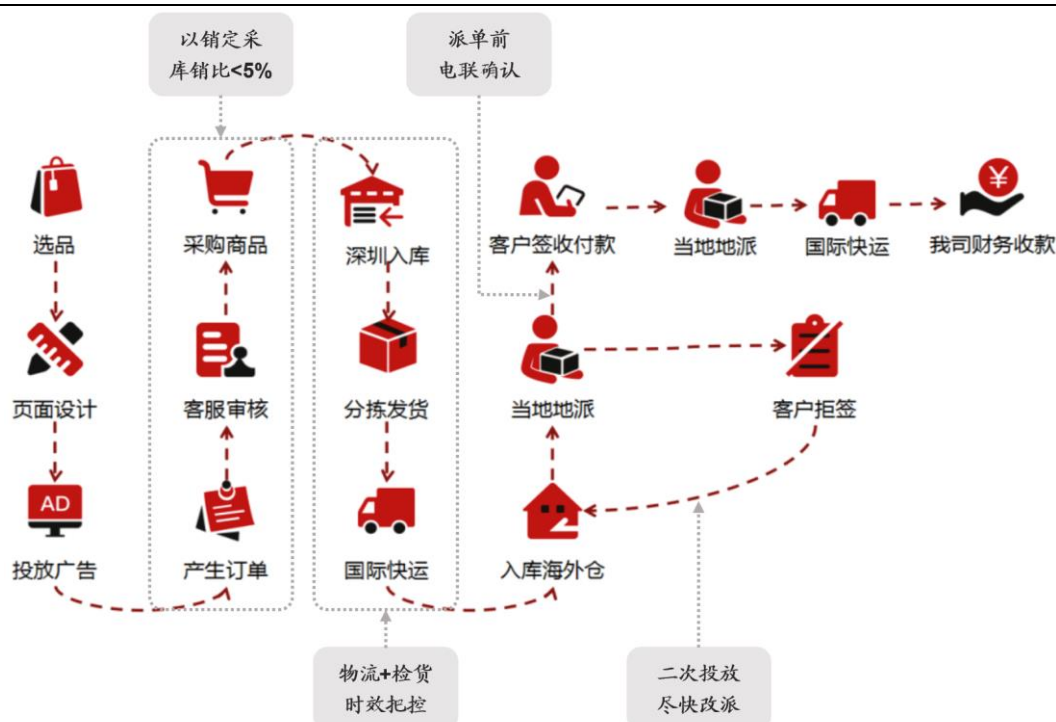 以销定采
库销比<5%
派单前
电联确认
选品
采购商品
深圳入库
客户签收付款
当地地派
国际快运
我司财务收款
页面设计
客服审核
分拣发货
当地地派
客户拒签
AD
投放广告
产生订单
国际快运
入库海外仓
物流+检货
时效把控
二次投放
尽快改派